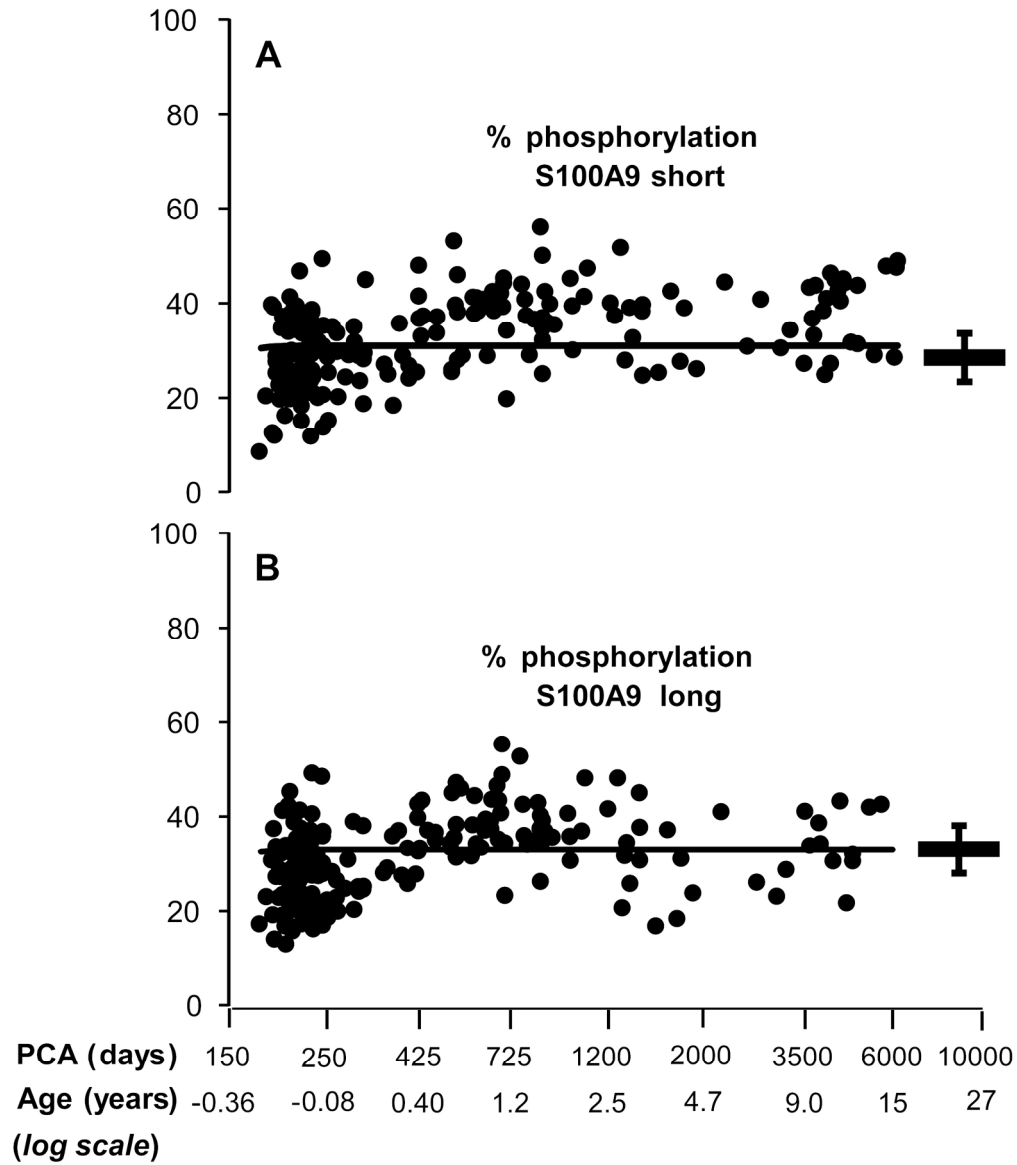 100
A
80
% phosphorylation
S100A9 short
60
40
20
0
100
B
80
% phosphorylation
S100A9 long
60
40
20
0
PCA (days) 150 250 425 725 1200 2000 3500 6000 10000
Age (years) -0.36 -0.08 0.40 1.2 2.5 4.7 9.0 15 27
(log scale)